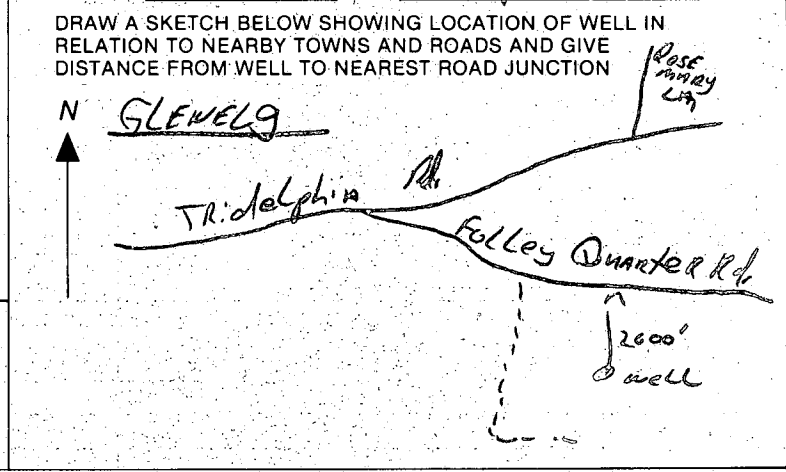 DRAW A SKETCH BELOW SHOWING LOCATION OF WELL IN
RELATION TO NEARBY TOWNS AND ROADS AND GIVE
DISTANCE FROM WELL TO NEAREST ROAD JUNCTION
ROSE
MARY
LN
N
GLENELG
TRidelphia Rd.
Folley Quarter Rd.
2600'
well